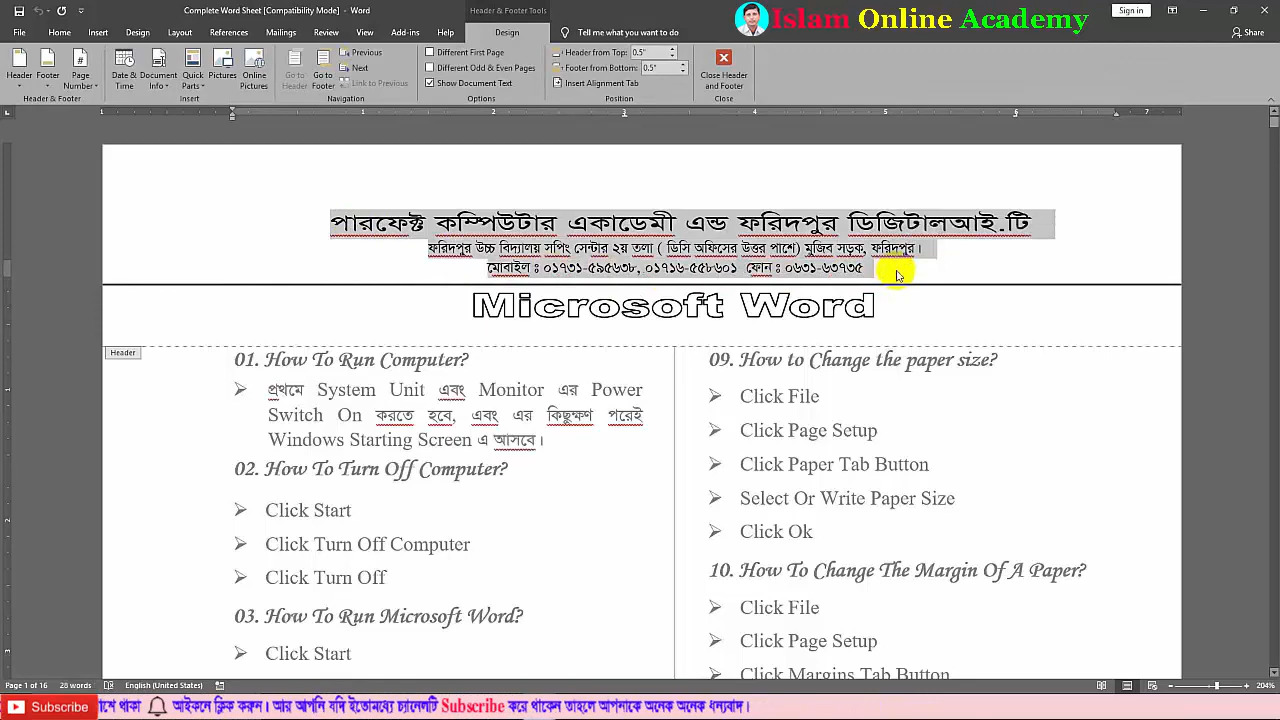 Complete Word Sheet [Compatibility Mode] - Word
Header & Footer Tools
Islam Online Academy
Sign in
File Home Insert Design Layout References Mailings Review View Add-ins Help Design Tell me what you want to do Share
Header Footer Page Number
Header & Footer
Date & Time Document Info Quick Parts Pictures Online Pictures
Insert
Go to Header Go to Footer Previous Next Link to Previous
Navigation
Different First Page
Different Odd & Even Pages
Show Document Text
Options
Header from Top: 0.5"
Footer from Bottom: 0.5"
Insert Alignment Tab
Position
Close Header and Footer
Close
1 1 2 3 4 5 6 7
পারফেক্ট কম্পিউটার একাডেমী এন্ড ফরিদপুর ডিজিটালআই.টি
ফরিদপুর উচ্চ বিদ্যালয় সপিং সেন্টার ২য় তলা ( ডিসি অফিসের উত্তর পাশে) মুজিব সড়ক, ফরিদপুর।
মোবাইল ঃ ০১৭৩১-৫৯৫৬৩৮, ০১৭১৬-৫৫৮৬০১ ফোন ঃ ০৬৩১-৬৩৭৩৫
Microsoft Word
Header
01. How To Run Computer?
➢ প্রথমে System Unit এবং Monitor এর Power
Switch On করতে হবে, এবং এর কিছুক্ষণ পরেই
Windows Starting Screen এ আসবে।
02. How To Turn Off Computer?
➢ Click Start
➢ Click Turn Off Computer
➢ Click Turn Off
03. How To Run Microsoft Word?
➢ Click Start
09. How to Change the paper size?
➢ Click File
➢ Click Page Setup
➢ Click Paper Tab Button
➢ Select Or Write Paper Size
➢ Click Ok
10. How To Change The Margin Of A Paper?
➢ Click File
➢ Click Page Setup
➢ Click Margins Tab Button
Page 1 of 16 28 words English (United States) 204%
Subscribe
পাশে থাকা আইকনে ক্লিক করুন। আর আপনি যদি ইতোমধ্যে চ্যানেলটি Subscribe করে থাকেন তাহলে আপনাকে অনেক অনেক ধন্যবাদ।